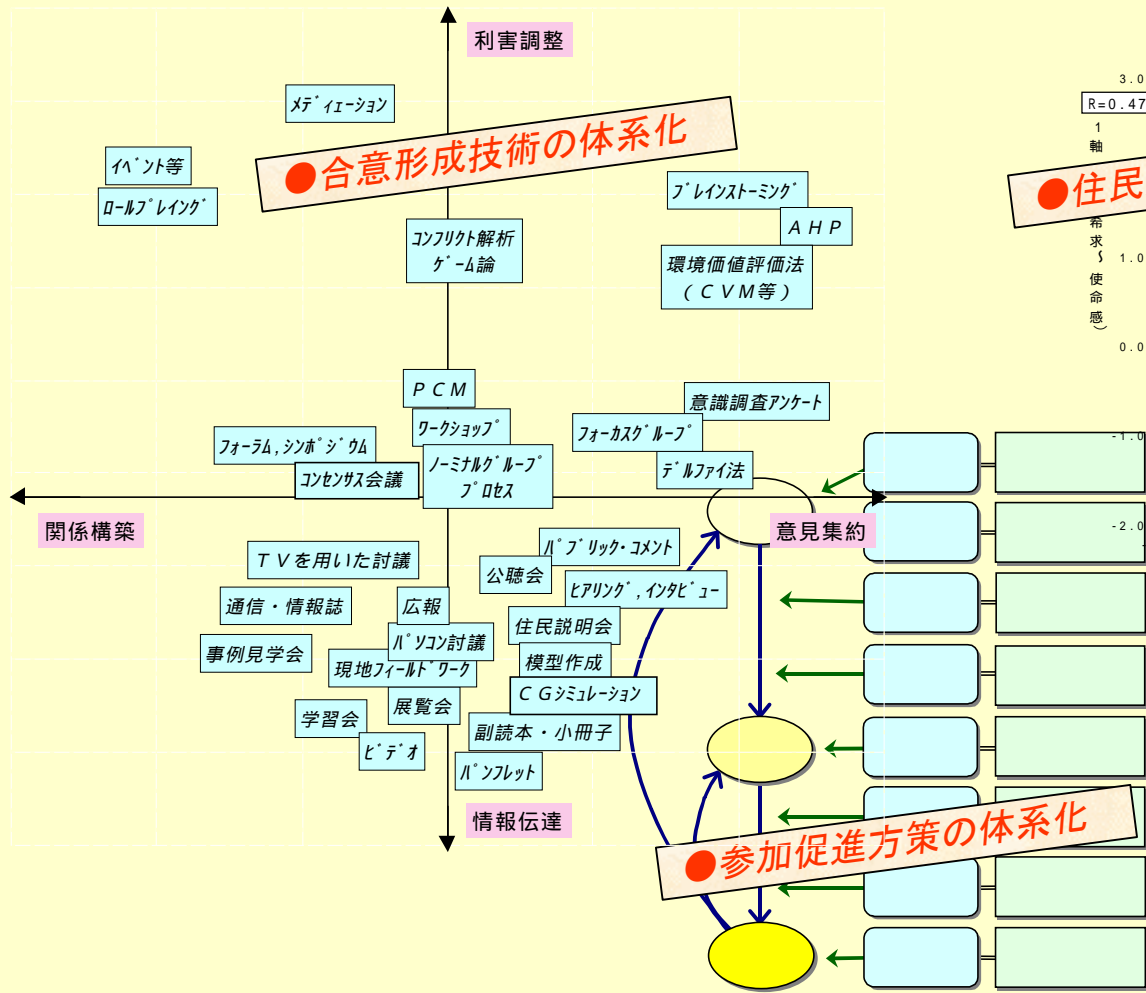 利害調整
3.0
メディエーション
R=0.47
●合意形成技術の体系化
1
軸
イベント等
ロールプレイング
ブレインストーミング
●住民
AHP
コンフリクト解析
ゲーム論
希求~使命感)
環境価値評価法
(CVM等)
1.0
0.0
PCM
意識調査アンケート
ワークショップ
フォーカスグループ
フォーラム,シンポジウム
-1.0
ノーミナルグループ
プロセス
デルファイ法
コンセンサス会議
関係構築
意見集約
-2.0
パブリック・コメント
TVを用いた討議
公聴会
ヒアリング,インタビュー
通信・情報誌
広報
住民説明会
パソコン討議
事例見学会
模型作成
現地フィールドワーク
CGシミュレーション
展覧会
学習会
副読本・小冊子
ビデオ
パンフレット
情報伝達
●参加促進方策の体系化